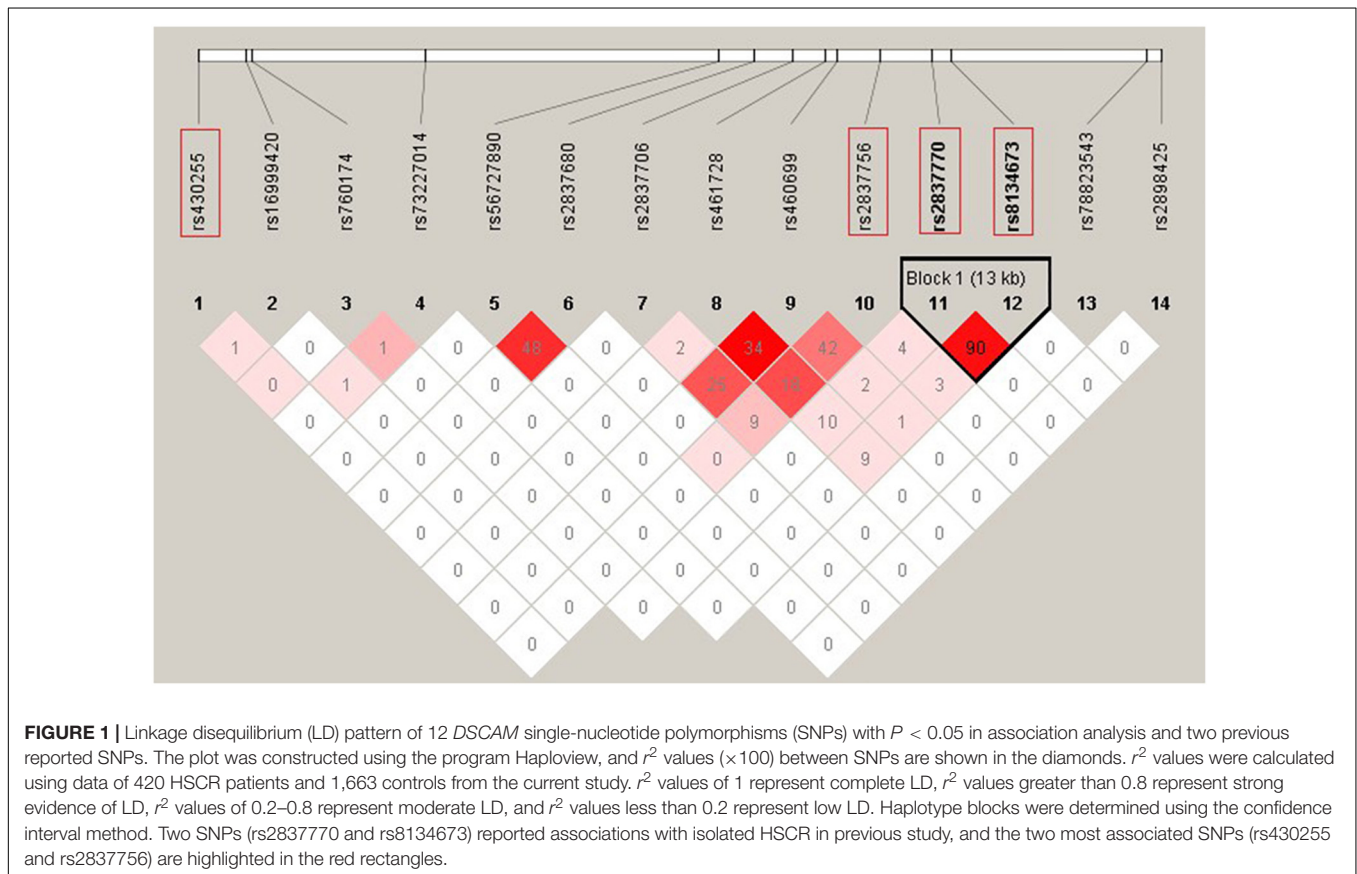 rs430255
rs16999420
rs760174
rs73227014
rs56727890
rs2837680
rs2837706
rs461728
rs460699
rs2837756
rs2837770
rs8134673
rs78823543
rs2898425
Block 1 (13 kb)
1 2 3 4 5 6 7 8 9 10 11 12 13 14
1 0 1 0 48 0 2 34 42 4 90 0 0
0 1 0 0 0 0 2 3 0 0
0 0 0 0 0 0 9 10 1 0 0
0 0 0 0 0 0 0 9 0 0
0 0 0 0 0 0 0 0 0
0 0 0 0 0 0 0 0
0 0 0 0 0 0 0
0 0 0 0 0 0
0 0
FIGURE 1 | Linkage disequilibrium (LD) pattern of 12 DSCAM single-nucleotide polymorphisms (SNPs) with P < 0.05 in association analysis and two previous
reported SNPs. The plot was constructed using the program Haploview, and r² values (×100) between SNPs are shown in the diamonds. r² values were calculated
using data of 420 HSCR patients and 1,663 controls from the current study. r² values of 1 represent complete LD, r² values greater than 0.8 represent strong
evidence of LD, r² values of 0.2–0.8 represent moderate LD, and r² values less than 0.2 represent low LD. Haplotype blocks were determined using the confidence
interval method. Two SNPs (rs2837770 and rs8134673) reported associations with isolated HSCR in previous study, and the two most associated SNPs (rs430255
and rs2837756) are highlighted in the red rectangles.